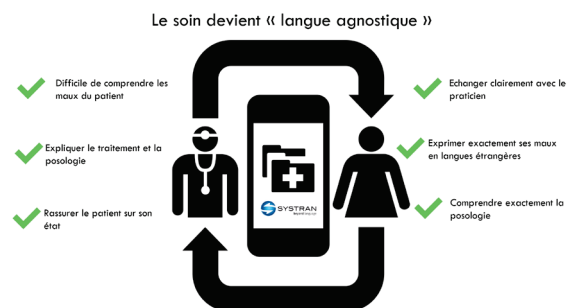 Le soin devient « langue agnostique »
Difficile de comprendre les
maux du patient
Expliquer le traitement et la
posologie
Rassurer le patient sur son
état
SYSTRAN
Echanger clairement avec le
praticien
Exprimer exactement ses maux
en langues étrangères
Comprendre exactement la
posologie